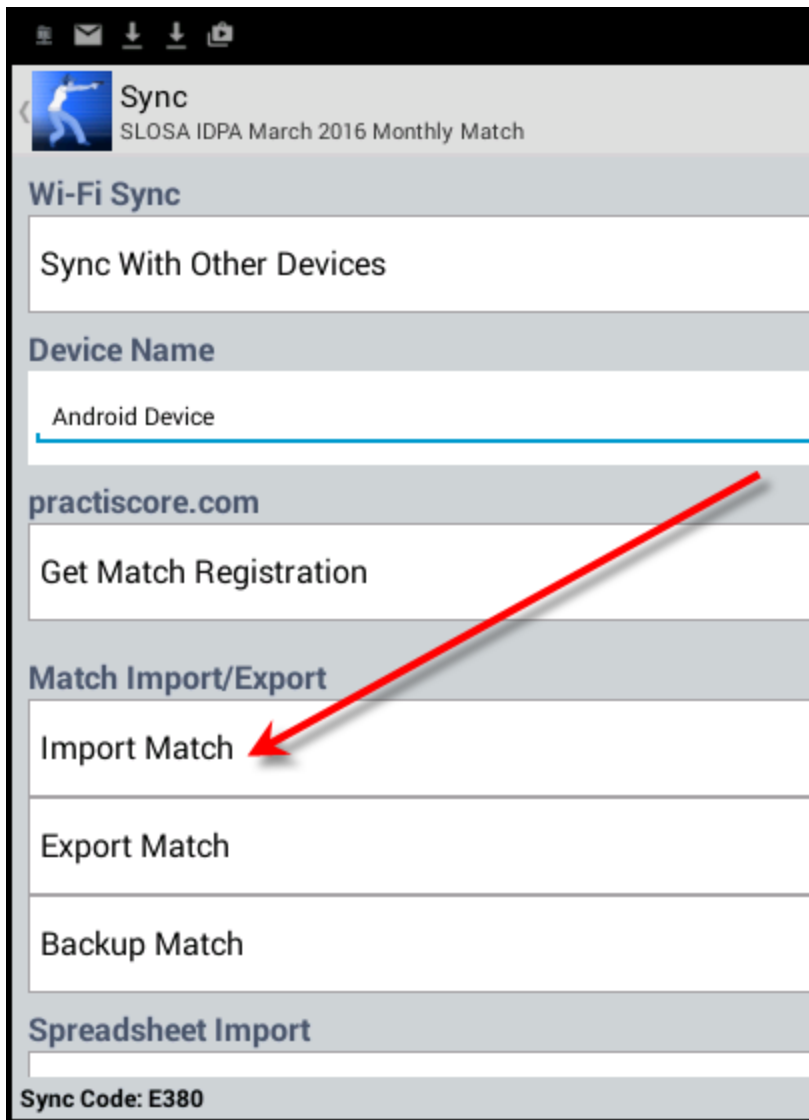 Sync
SLOSA IDPA March 2016 Monthly Match
Wi-Fi Sync
Sync With Other Devices
Device Name
Android Device
practiscore.com
Get Match Registration
Match Import/Export
Import Match
Export Match
Backup Match
Spreadsheet Import
Sync Code: E380